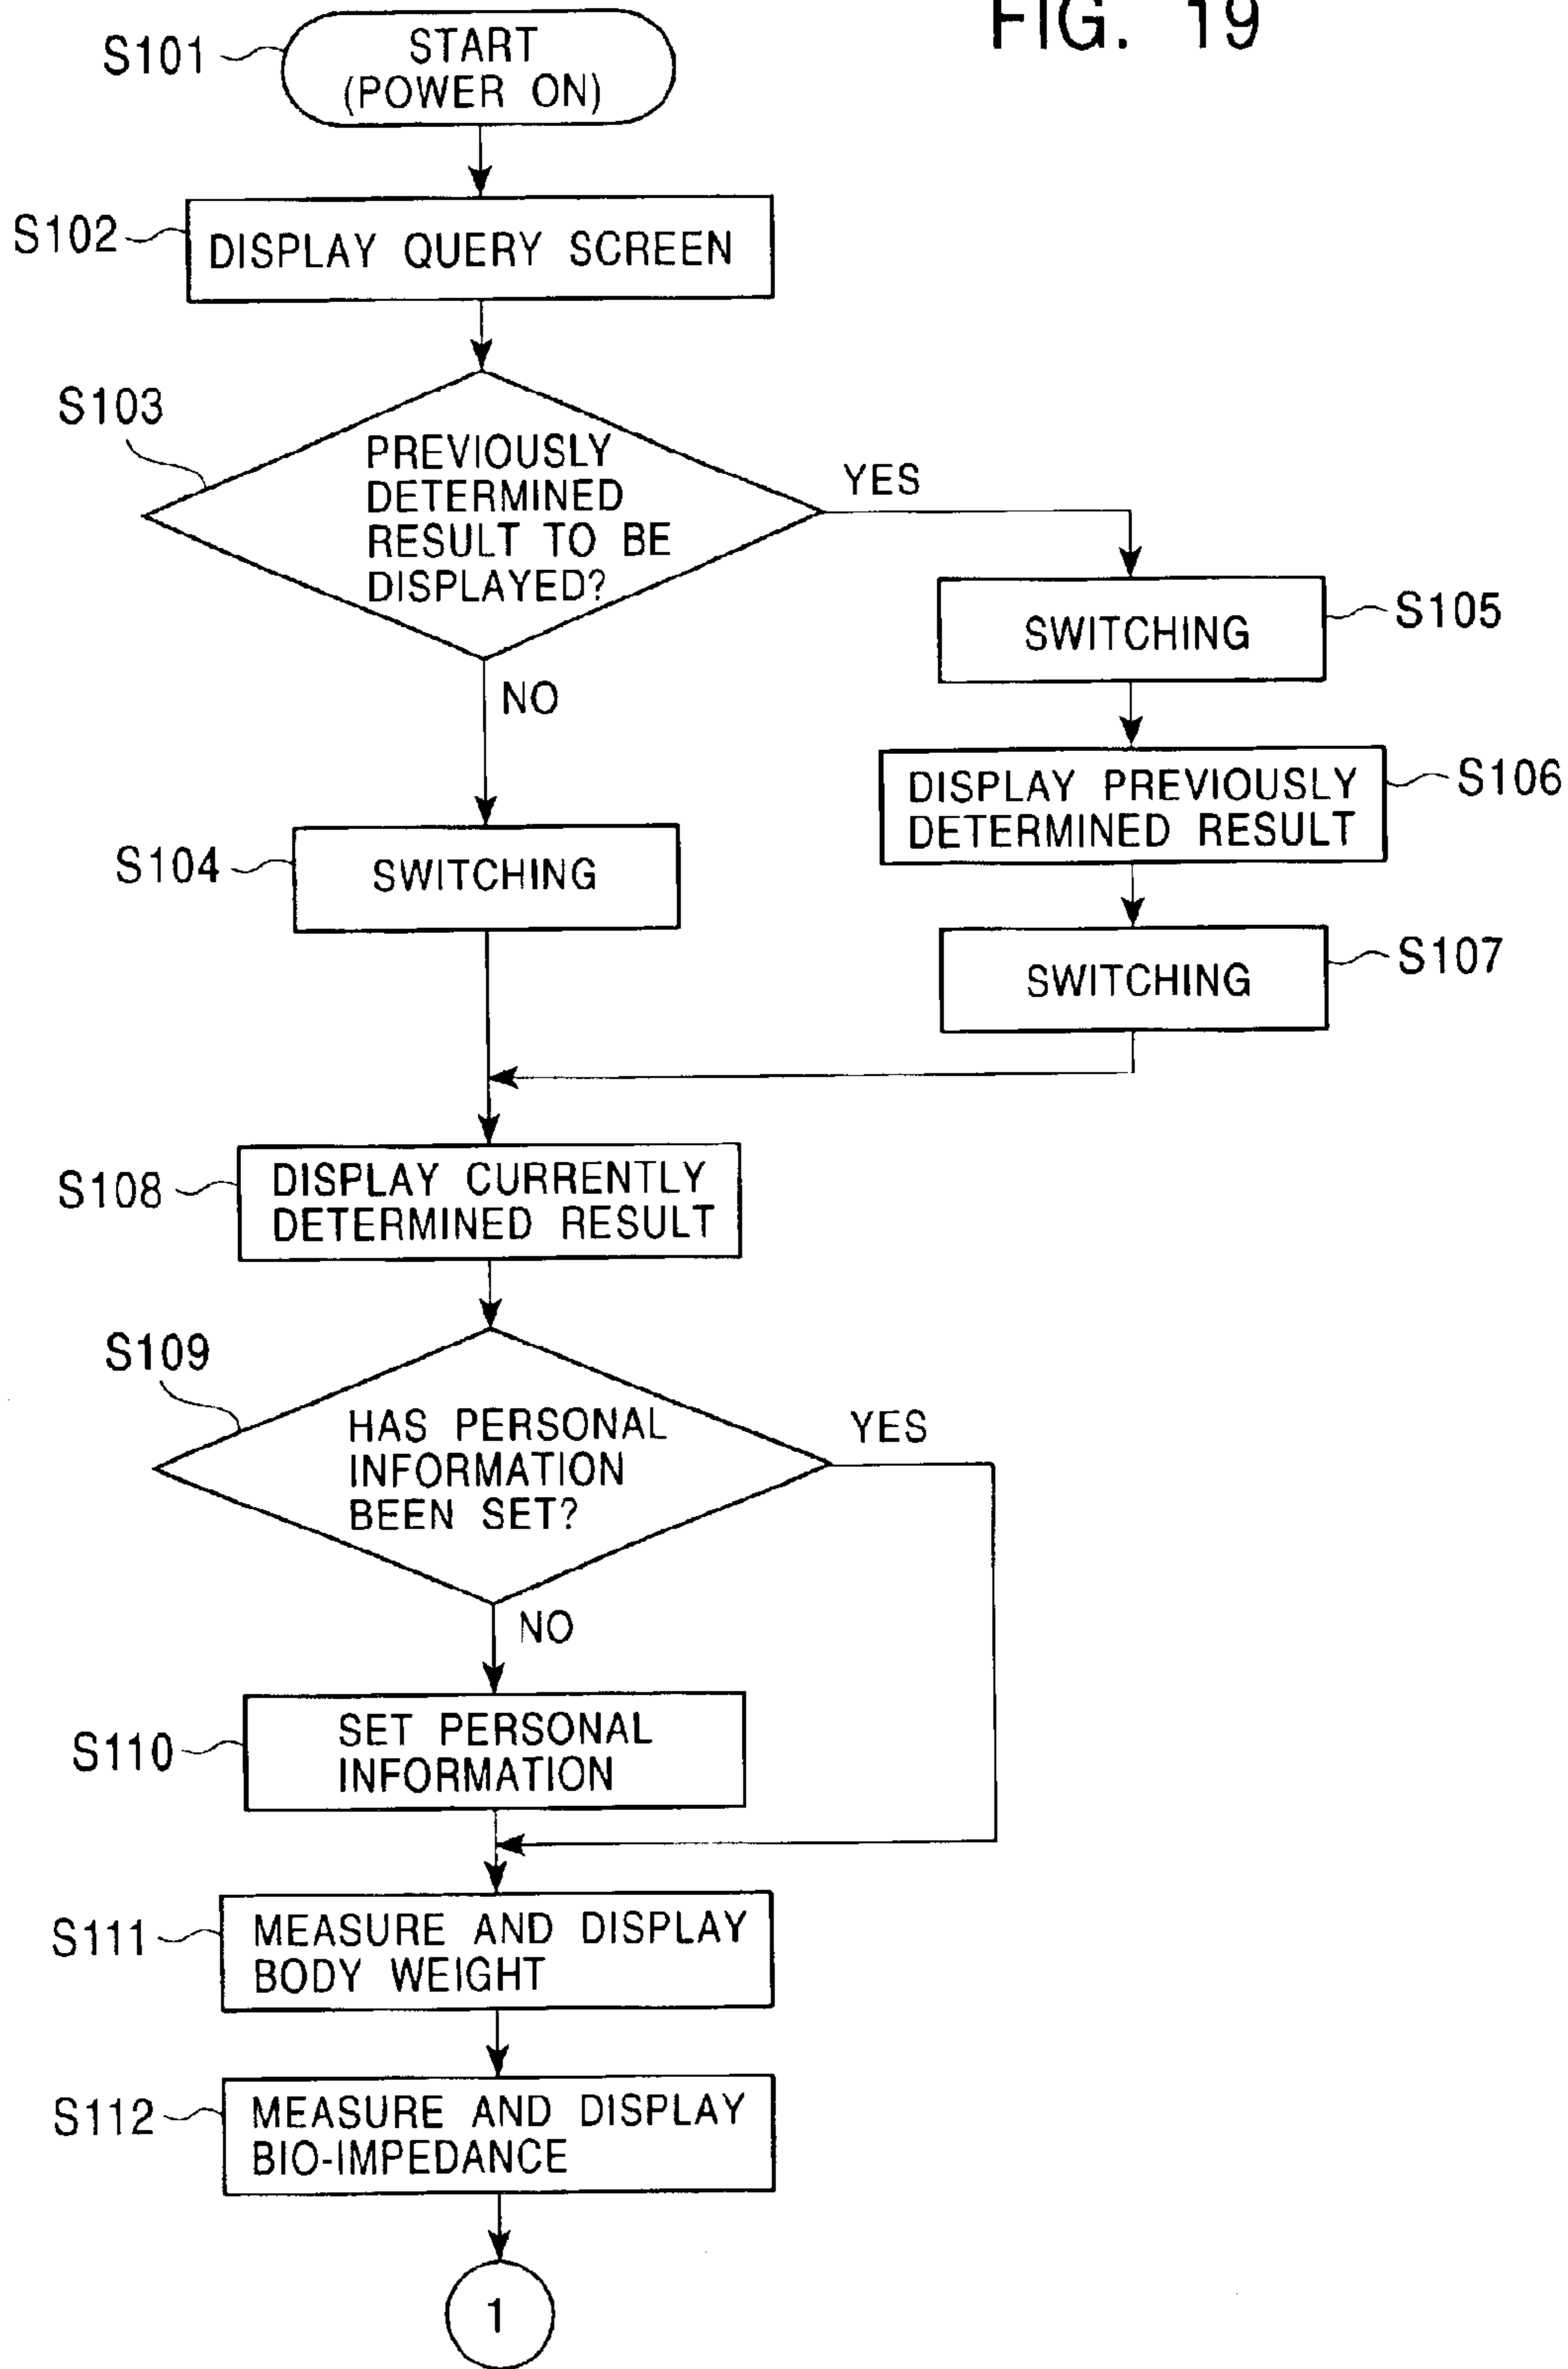 FIG. 19
S101
START
(POWER ON)
S102
DISPLAY QUERY SCREEN
S103
PREVIOUSLY
DETERMINED
RESULT TO BE
DISPLAYED?
YES
NO
S105
SWITCHING
S106
DISPLAY PREVIOUSLY
DETERMINED RESULT
S104
SWITCHING
S107
SWITCHING
S108
DISPLAY CURRENTLY
DETERMINED RESULT
S109
HAS PERSONAL
INFORMATION
BEEN SET?
YES
NO
S110
SET PERSONAL
INFORMATION
S111
MEASURE AND DISPLAY
BODY WEIGHT
S112
MEASURE AND DISPLAY
BIO-IMPEDANCE
1